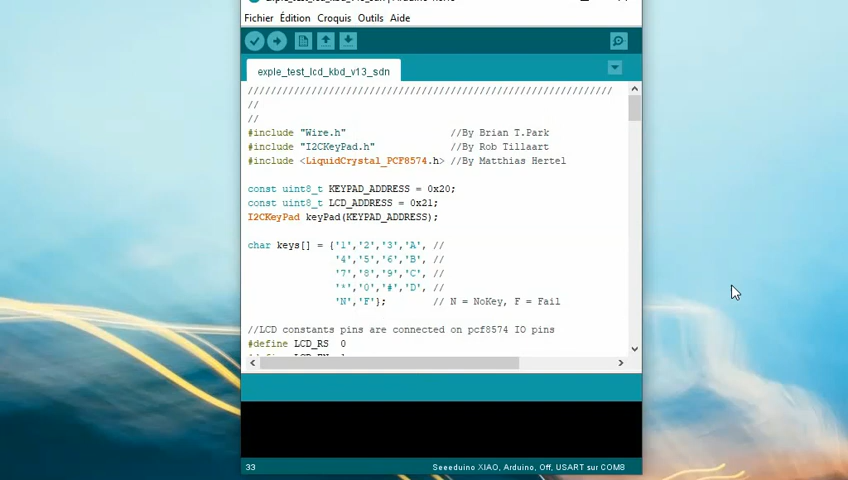 Fichier Édition Croquis Outils Aide
exple_test_lcd_kbd_v13_sdn
///////////////////////////////////////////////////////////////
//
//
#include "Wire.h" //By Brian T.Park
#include "I2CKeyPad.h" //By Rob Tillaart
#include <LiquidCrystal_PCF8574.h> //By Matthias Hertel
const uint8_t KEYPAD_ADDRESS = 0x20;
const uint8_t LCD_ADDRESS = 0x21;
I2CKeyPad keyPad(KEYPAD_ADDRESS);
char keys[] = {'1','2','3','A', //
'4','5','6','B', //
'7','8','9','C', //
'*','0','#','D', //
'N','F'}; // N = NoKey, F = Fail
//LCD constants pins are connected on pcf8574 IO pins
#define LCD_RS 0
33 Seeeduino XIAO, Arduino, Off, USART sur COM8